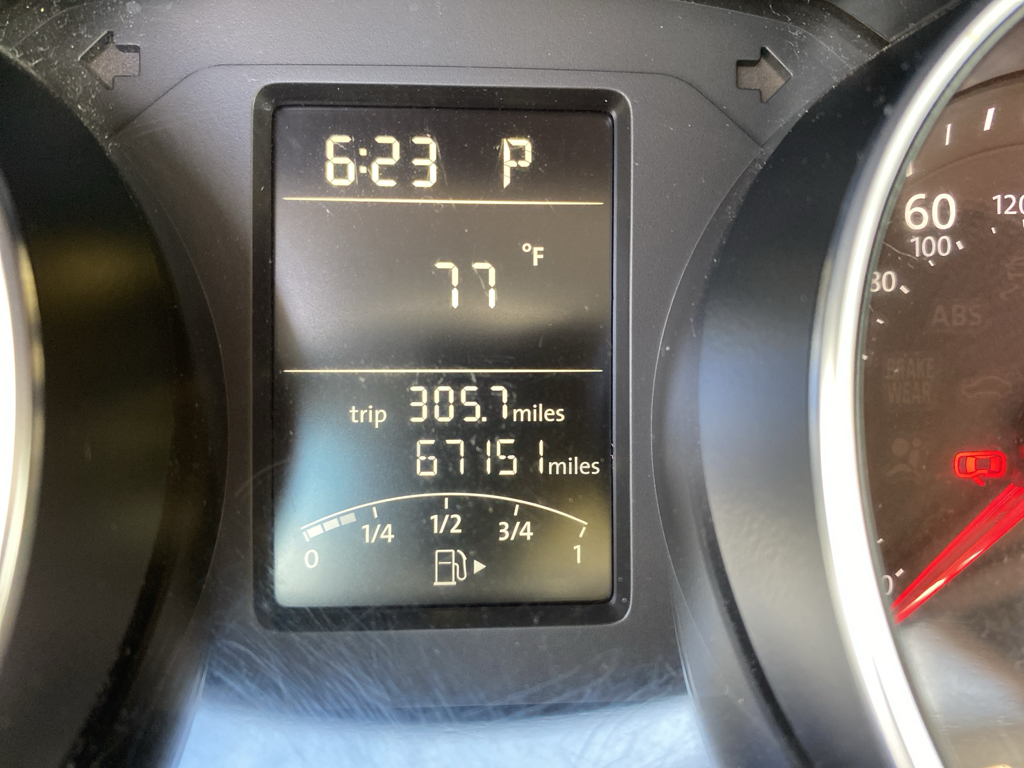 6:23 P
77 °F
trip 305.7 miles
67151 miles
0 1/4 1/2 3/4 1
60 120
100
80
ABS
BRAKE
WEAR